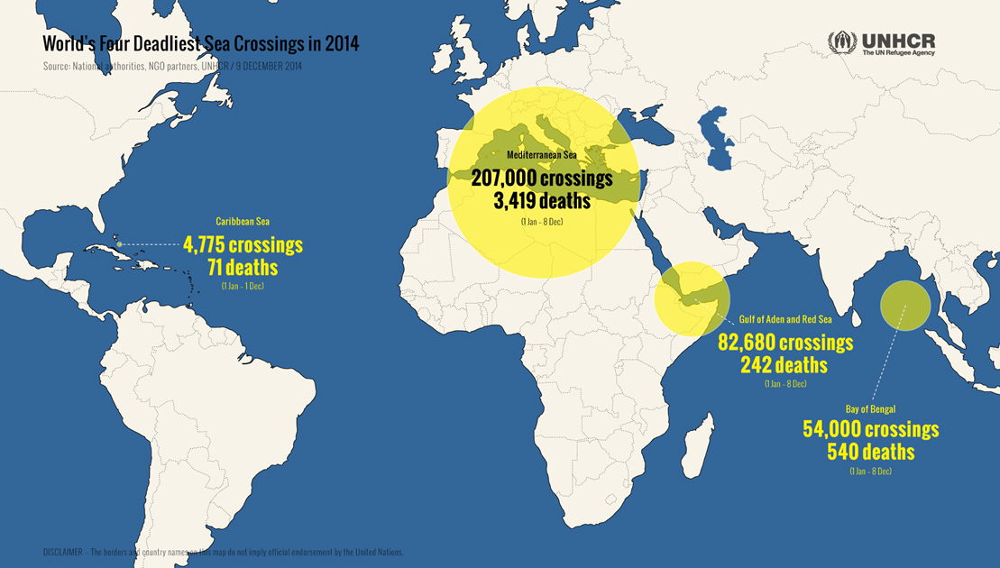 World's Four Deadliest Sea Crossings in 2014
Source: National authorities, NGO partners, UNHCR / 9 DECEMBER 2014
UNHCR
The UN Refugee Agency
Mediterranean Sea
207,000 crossings
3,419 deaths
(1 Jan - 8 Dec)
Caribbean Sea
4,775 crossings
71 deaths
(1 Jan - 1 Dec)
Gulf of Aden and Red Sea
82,680 crossings
242 deaths
(1 Jan - 8 Dec)
Bay of Bengal
54,000 crossings
540 deaths
(1 Jan - 8 Dec)
DISCLAIMER - The borders and country names on this map do not imply official endorsement by the United Nations.